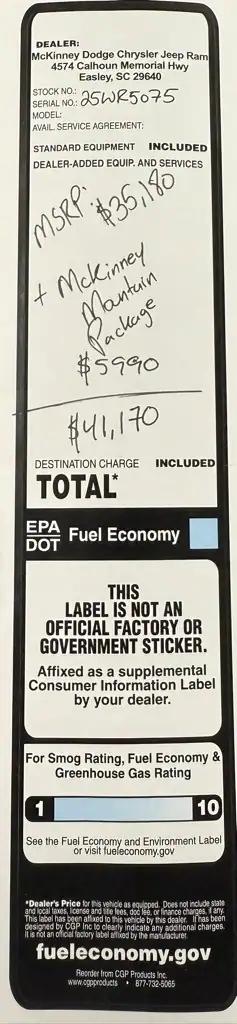 DEALER:
McKinney Dodge Chrysler Jeep Ram
4574 Calhoun Memorial Hwy
Easley, SC 29640
STOCK NO.:
SERIAL NO.: 25WR5075
MODEL:
AVAIL. SERVICE AGREEMENT:
STANDARD EQUIPMENT INCLUDED
DEALER-ADDED EQUIP. AND SERVICES
MSRP: $35,180
+ McKinney
Mountain
Package
$5990
$41,170
DESTINATION CHARGE INCLUDED
TOTAL*
EPA
DOT Fuel Economy
THIS
LABEL IS NOT AN
OFFICIAL FACTORY OR
GOVERNMENT STICKER.
Affixed as a supplemental
Consumer Information Label
by your dealer.
For Smog Rating, Fuel Economy &
Greenhouse Gas Rating
1 10
See the Fuel Economy and Environment Label
or visit fueleconomy.gov
*Dealer's Price for this vehicle as equipped. Does not include state
and local taxes, license and title fees, doc fee, or finance charges, if any.
This label has been affixed to this vehicle by this dealer. It has been
designed by CGP Inc to clearly indicate any additional charges.
It is not an official factory label affixed by the manufacturer.
fueleconomy.gov
Reorder from CGP Products Inc.
www.cgpproducts • 877-732-5065